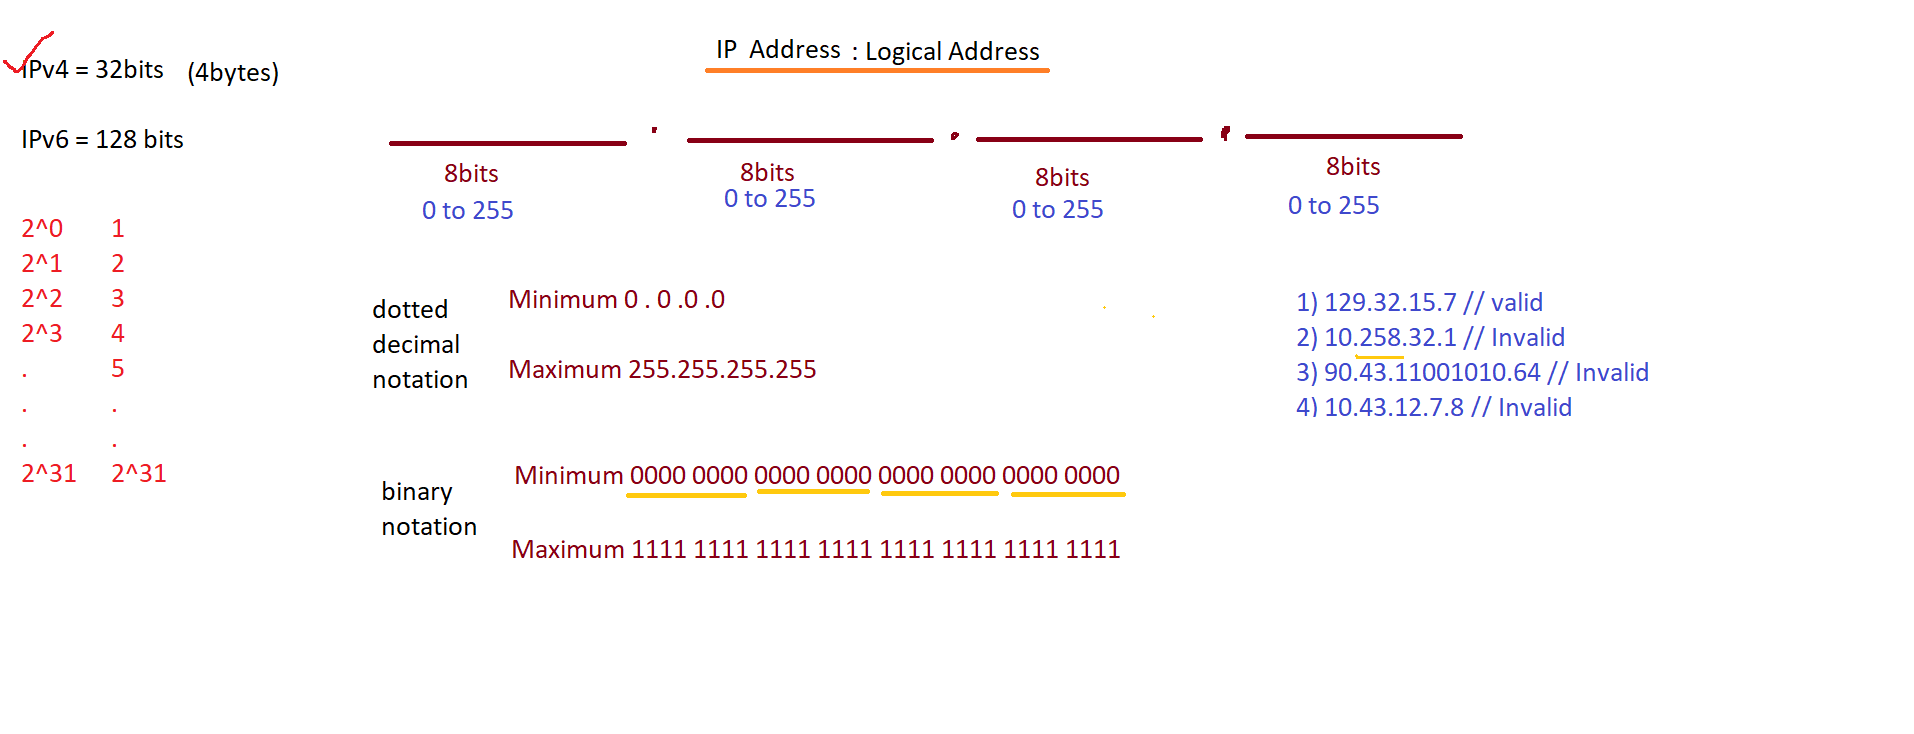 IP Address : Logical Address
IPv4 = 32bits (4bytes)
IPv6 = 128 bits
. . .
8bits 8bits 8bits 8bits
0 to 255 0 to 255 0 to 255 0 to 255
2^0 1
2^1 2
2^2 3
2^3 4
. 5
. .
. .
2^31 2^31
dotted
decimal
notation
Minimum 0 . 0 .0 .0
Maximum 255.255.255.255
1) 129.32.15.7 // valid
2) 10.258.32.1 // Invalid
3) 90.43.11001010.64 // Invalid
4) 10.43.12.7.8 // Invalid
binary
notation
Minimum 0000 0000 0000 0000 0000 0000 0000 0000
Maximum 1111 1111 1111 1111 1111 1111 1111 1111